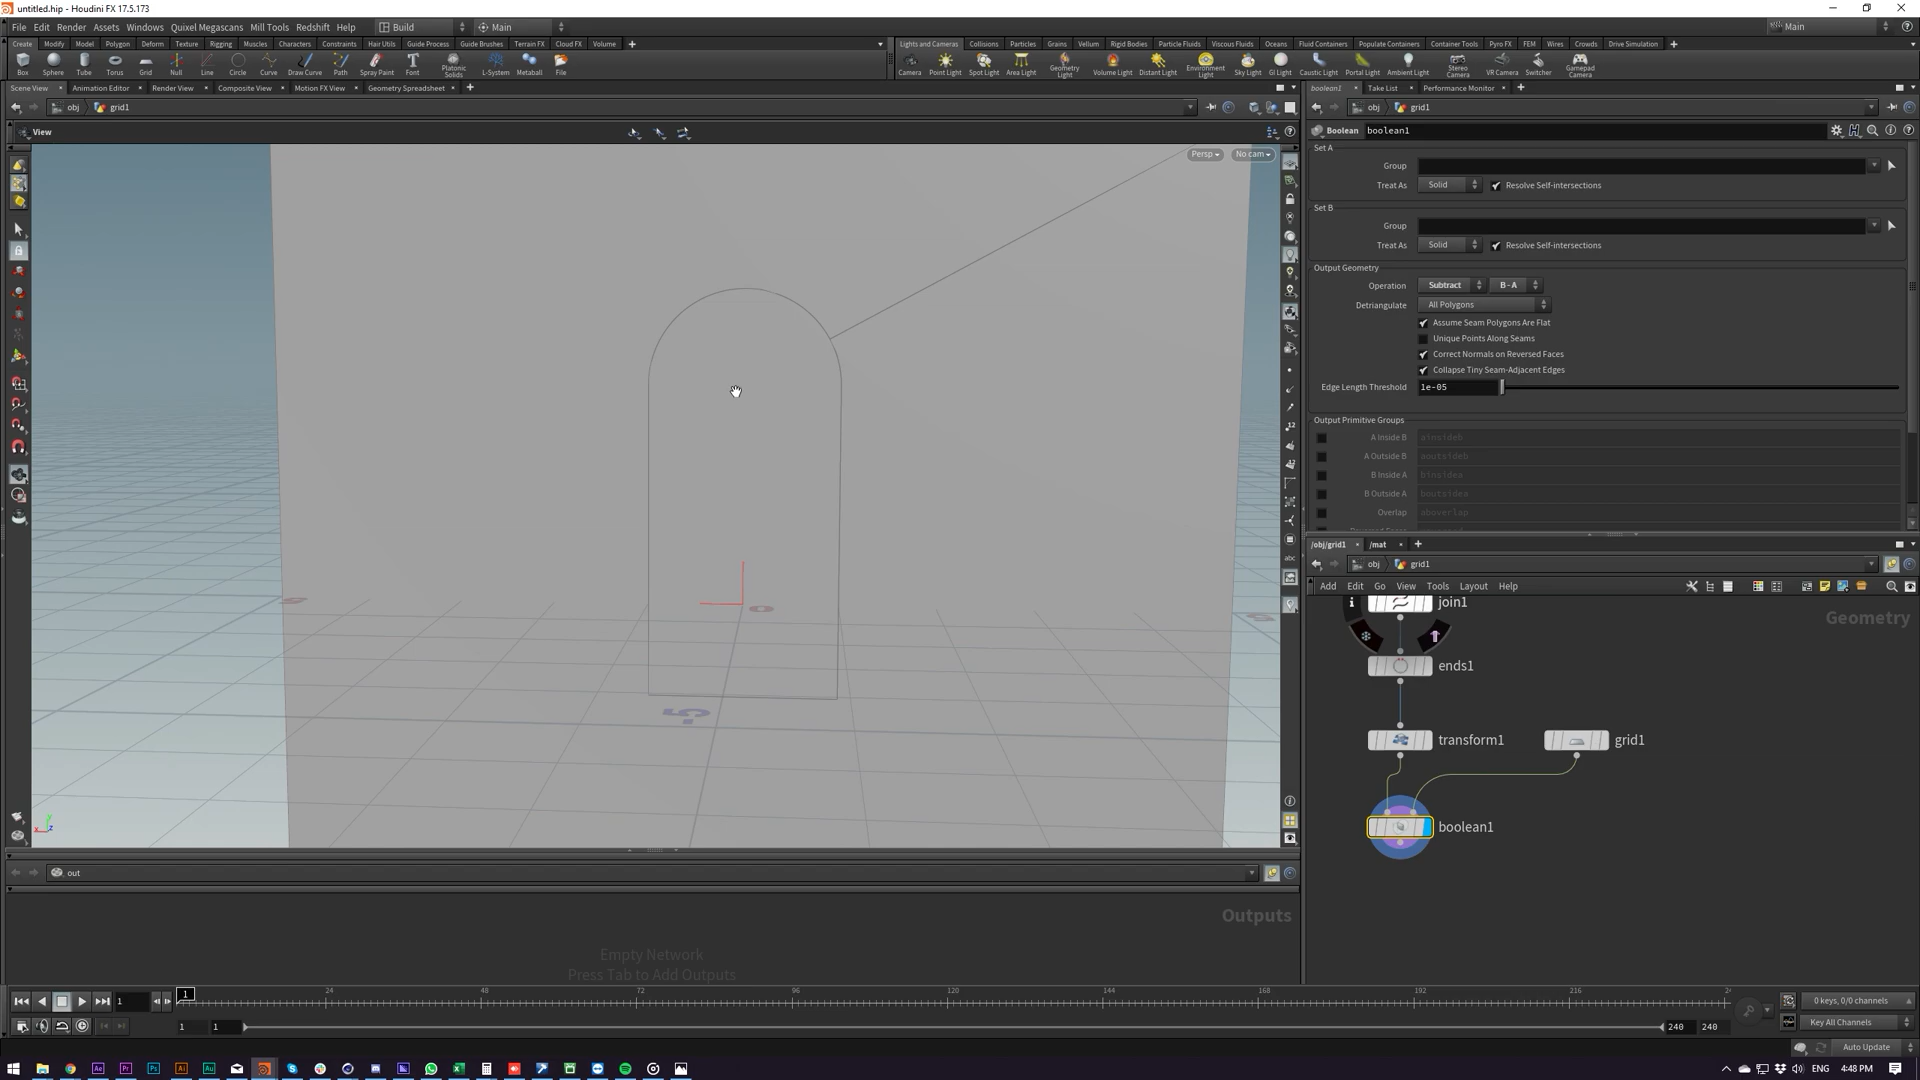 untitled.hip - Houdini FX 17.5.173
File Edit Render Assets Windows Quixel Megascans Mill Tools Redshift Help Build Main Main
Create Modify Model Polygon Deform Texture Rigging Muscles Characters Constraints Hair Utils Guide Process Guide Brushes Terrain FX Cloud FX Volume
Lights and Cameras Collisions Particles Grains Vellum Rigid Bodies Particle Fluids Viscous Fluids Oceans Fluid Containers Populate Containers Container Tools Pyro FX FEM Wires Crowds Drive Simulation
Box Sphere Tube Torus Grid Null Line Circle Curve Draw Curve Path Spray Paint Font Platonic Solids L-System Metaball File
Camera Point Light Spot Light Area Light Geometry Light Volume Light Distant Light Environment Light Sky Light GI Light Caustic Light Portal Light Ambient Light Stereo Camera VR Camera Switcher Gamepad Camera
Scene View Animation Editor Render View Composite View Motion FX View Geometry Spreadsheet
boolean1 Take List Performance Monitor
obj grid1
obj grid1
View
Persp No cam
Boolean boolean1
Set A
Group
Treat As Solid Resolve Self-intersections
Set B
Group
Treat As Solid Resolve Self-intersections
Output Geometry
Operation Subtract B - A
Detriangulate All Polygons
Assume Seam Polygons Are Flat
Unique Points Along Seams
Correct Normals on Reversed Faces
Collapse Tiny Seam-Adjacent Edges
Edge Length Threshold 1e-05
Output Primitive Groups
A Inside B ainsideb
A Outside B aoutsideb
B Inside A binsidea
B Outside A boutsidea
Overlap aboverlap
/obj/grid1 /mat
obj grid1
Add Edit Go View Tools Layout Help
Geometry
join1
ends1
transform1 grid1
boolean1
out
Outputs
Empty Network
Press Tab to Add Outputs
1 1 24 48 72 96 120 144 168 192 216
0 keys, 0/0 channels
1 1 240 240 Key All Channels
Auto Update
ENG 4:48 PM